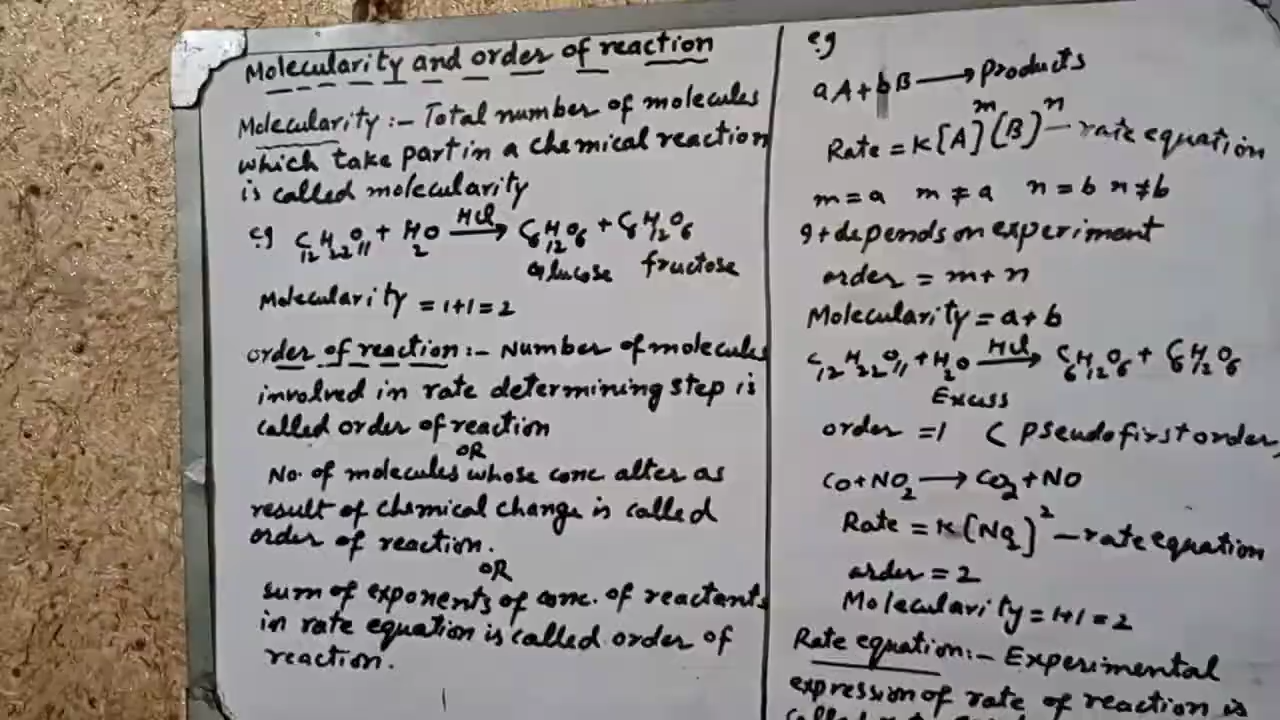 Molecularity and order of reaction
Molecularity :- Total number of molecules
which take part in a chemical reaction
is called molecularity
eg C12H22O11 + H2O —HCl→ C6H12O6 + C6H12O6
Glucose fructose
Molecularity = 1+1 = 2
order of reaction :- Number of molecules
involved in rate determining step is
called order of reaction
OR
No. of molecules whose conc alter as
result of chemical change is called
order of reaction.
OR
sum of exponents of conc. of reactants
in rate equation is called order of
reaction.
e.g
aA + bB → products
Rate = K[A]^m (B)^n – rate equation
m = a m ≠ a n = b n ≠ b
It depends on experiment
order = m + n
Molecularity = a + b
C12H22O11 + H2O —HCl→ C6H12O6 + C6H12O6
Excess
order = 1 ( pseudo first order
CO + NO2 → CO2 + NO
Rate = K[NO2]^2 – rate equation
order = 2
Molecularity = 1+1 = 2
Rate equation :- Experimental
expression of rate of reaction is